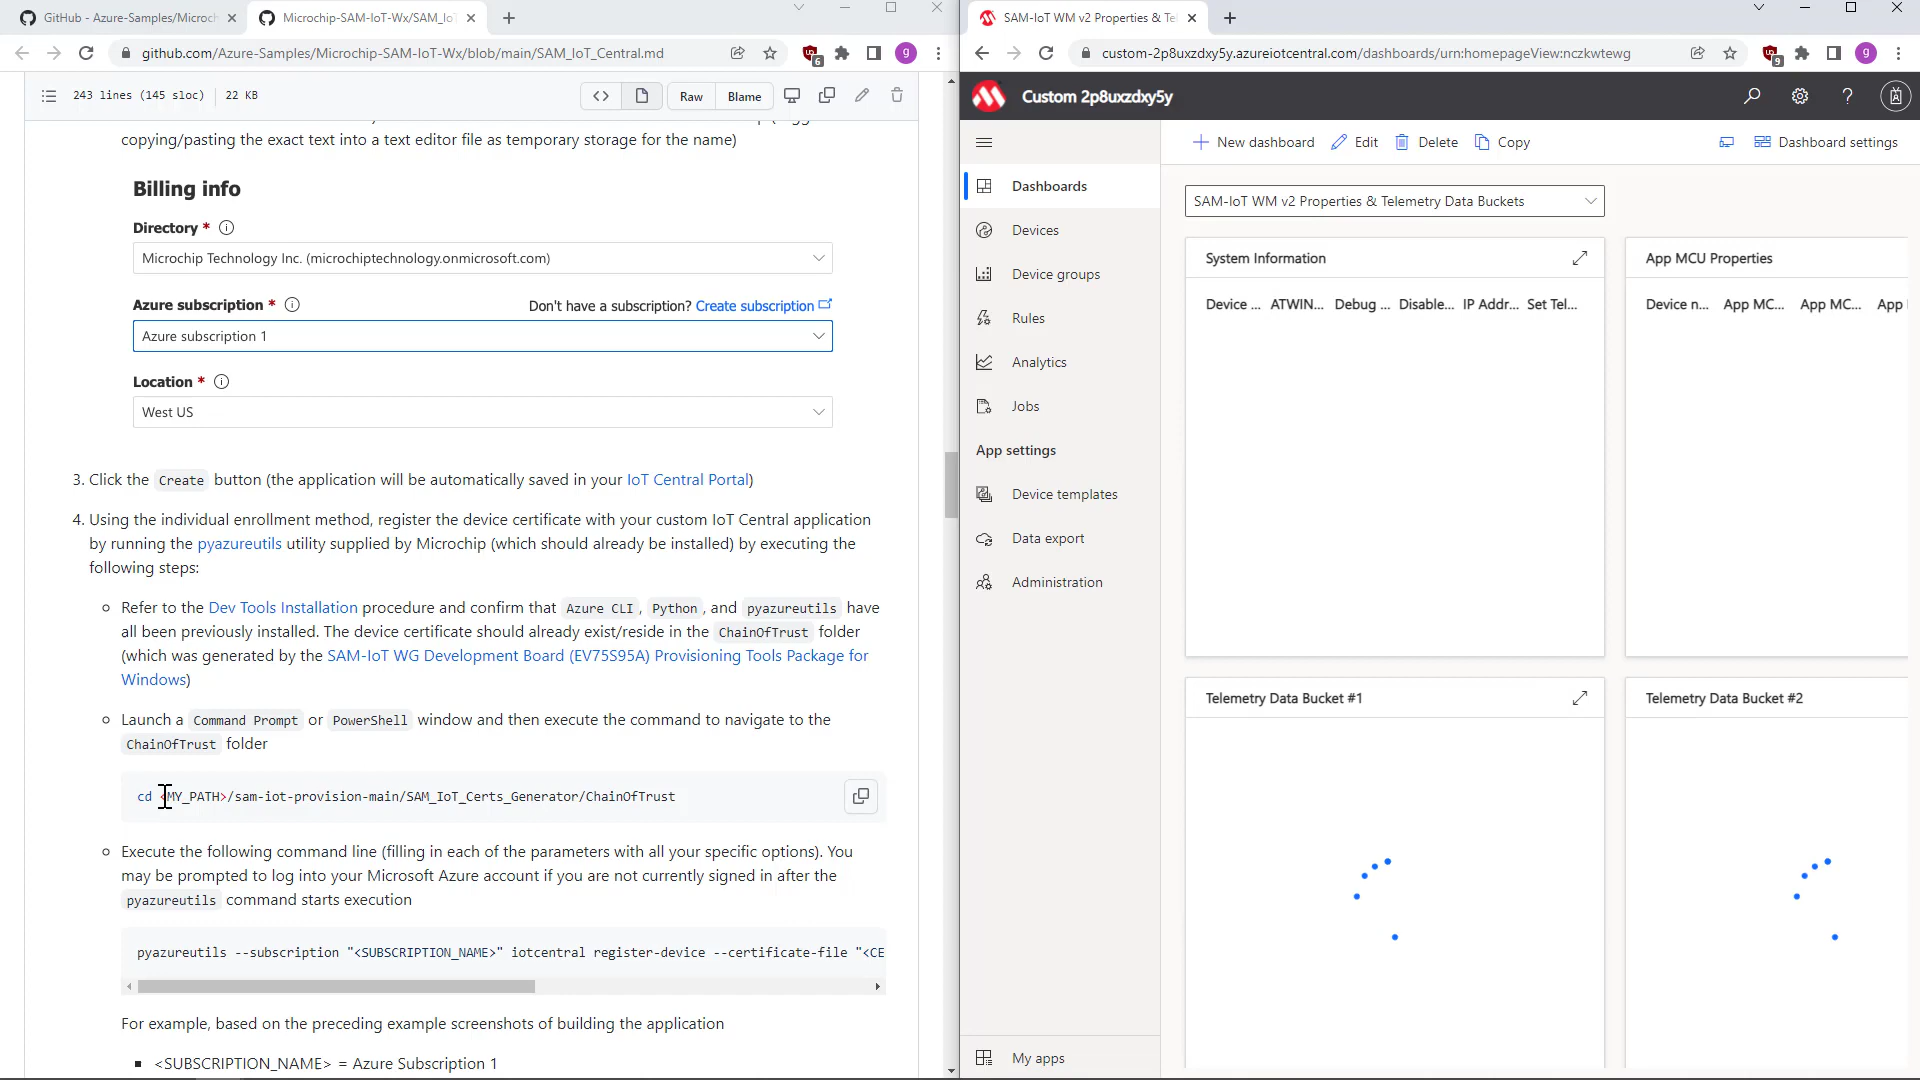 GitHub - Azure-Samples/Microch
Microchip-SAM-IoT-Wx/SAM_Io
github.com/Azure-Samples/Microchip-SAM-IoT-Wx/blob/main/SAM_IoT_Central.md
6
g
243 lines (145 sloc)
22 KB
Raw
Blame
copying/pasting the exact text into a text editor file as temporary storage for the name)
Billing info
Directory *
Microchip Technology Inc. (microchiptechnology.onmicrosoft.com)
Azure subscription *
Don't have a subscription? Create subscription
Azure subscription 1
Location *
West US
3. Click the Create button (the application will be automatically saved in your IoT Central Portal)
4. Using the individual enrollment method, register the device certificate with your custom IoT Central application
by running the pyazureutils utility supplied by Microchip (which should already be installed) by executing the
following steps:
Refer to the Dev Tools Installation procedure and confirm that Azure CLI, Python, and pyazureutils have
all been previously installed. The device certificate should already exist/reside in the ChainOfTrust folder
(which was generated by the SAM-IoT WG Development Board (EV75S95A) Provisioning Tools Package for
Windows)
Launch a Command Prompt or PowerShell window and then execute the command to navigate to the
ChainOfTrust folder
cd <MY_PATH>/sam-iot-provision-main/SAM_IoT_Certs_Generator/ChainOfTrust
Execute the following command line (filling in each of the parameters with all your specific options). You
may be prompted to log into your Microsoft Azure account if you are not currently signed in after the
pyazureutils command starts execution
pyazureutils --subscription "<SUBSCRIPTION_NAME>" iotcentral register-device --certificate-file "<CE
For example, based on the preceding example screenshots of building the application
<SUBSCRIPTION_NAME> = Azure Subscription 1
SAM-IoT WM v2 Properties & Te
custom-2p8uxzdxy5y.azureiotcentral.com/dashboards/urn:homepageView:nczkwtewg
9
g
Custom 2p8uxzdxy5y
Dashboards
Devices
Device groups
Rules
Analytics
Jobs
App settings
Device templates
Data export
Administration
My apps
New dashboard
Edit
Delete
Copy
Dashboard settings
SAM-IoT WM v2 Properties & Telemetry Data Buckets
System Information
Device ... ATWIN... Debug ... Disable... IP Addr... Set Tel...
App MCU Properties
Device n... App MC... App MC... App
Telemetry Data Bucket #1
Telemetry Data Bucket #2